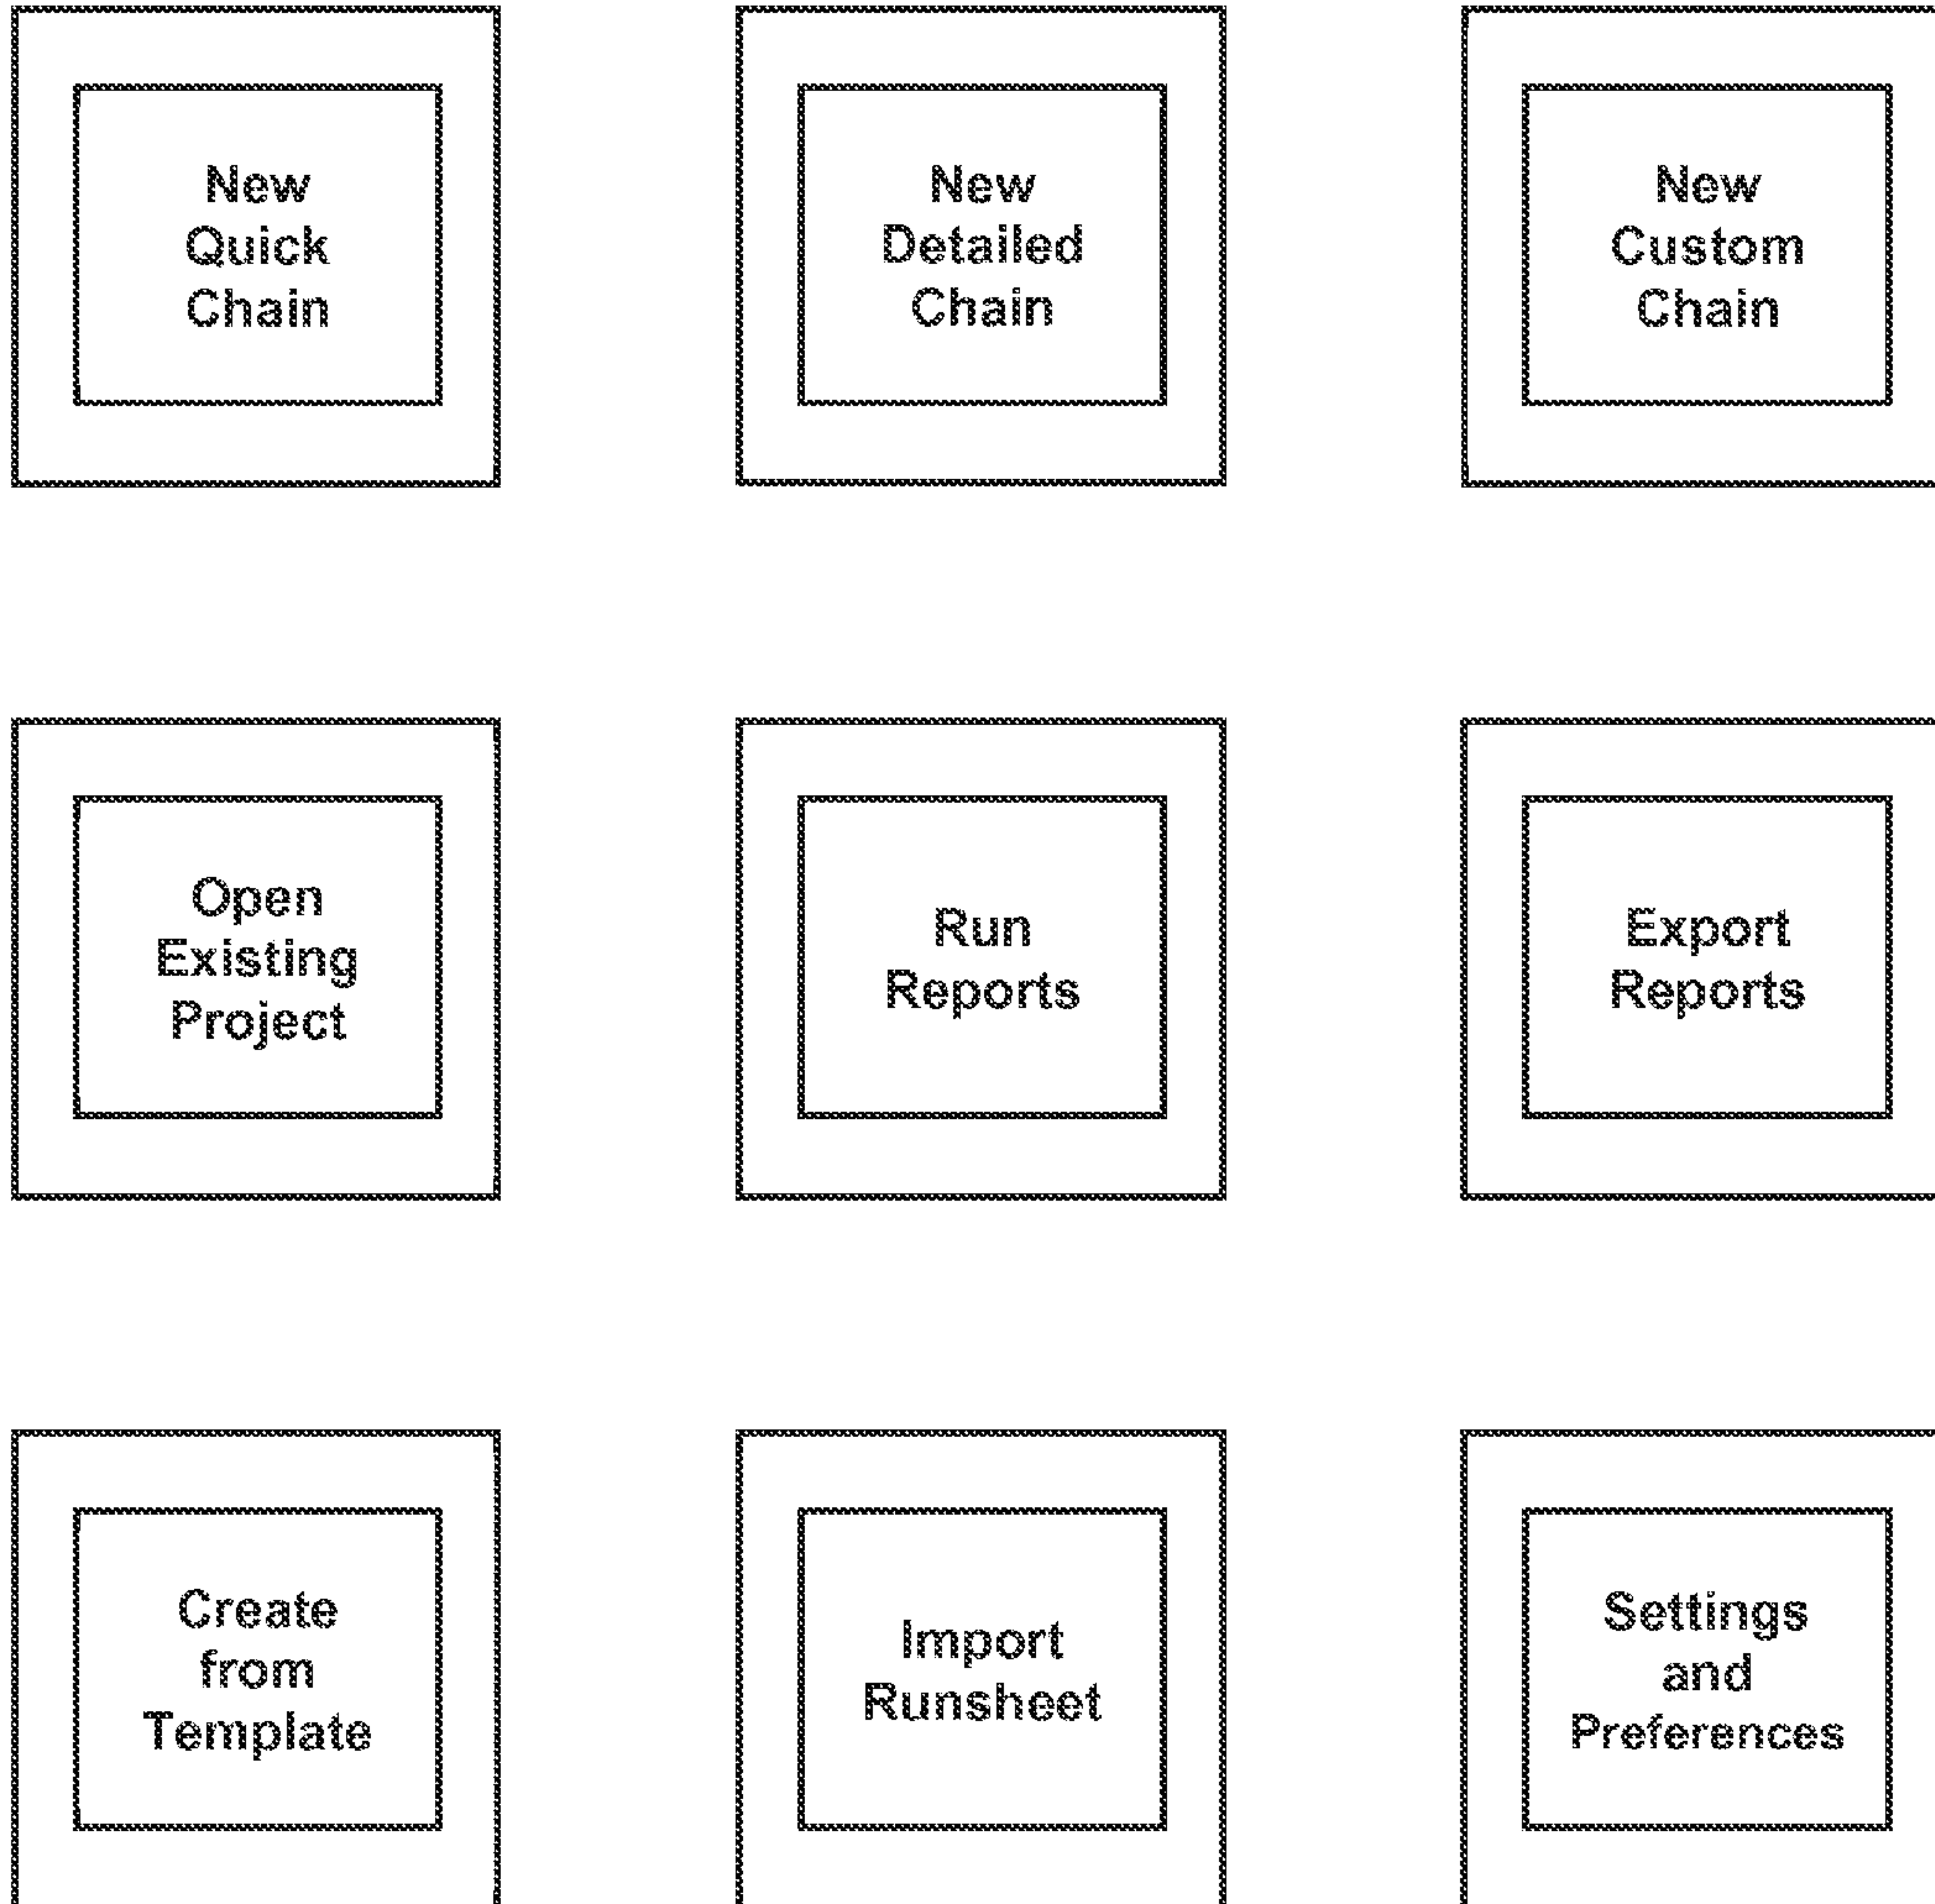 New
Quick
Chain
New
Detailed
Chain
New
Custom
Chain
Open
Existing
Project
Run
Reports
Export
Reports
Create
from
Template
Import
Runsheet
Settings
and
Preferences